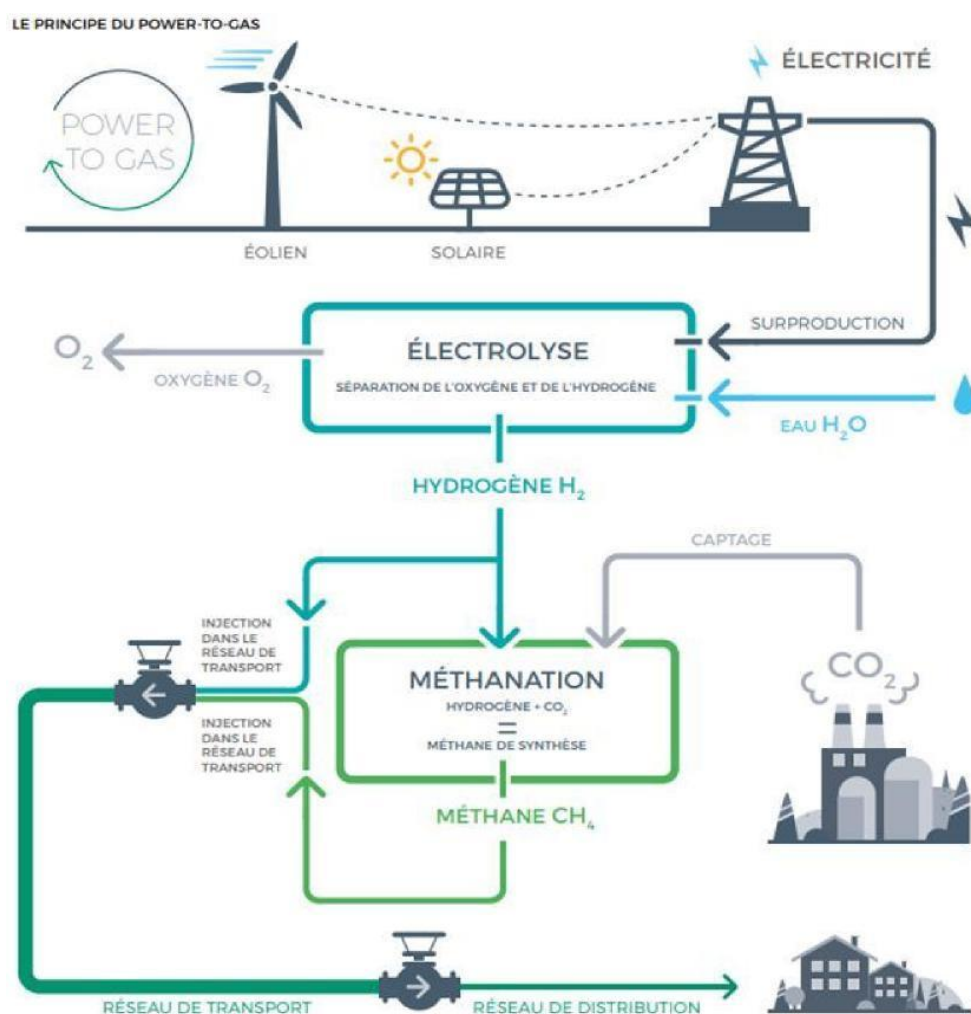 LE PRINCIPE DU POWER-TO-GAS
POWER
TO GAS
ÉLECTRICITÉ
ÉOLIEN
SOLAIRE
SURPRODUCTION
O₂
OXYGÈNE O₂
ÉLECTROLYSE
SÉPARATION DE L'OXYGÈNE ET DE L'HYDROGÈNE
EAU H₂O
HYDROGÈNE H₂
CAPTAGE
INJECTION
DANS LE
RÉSEAU DE
TRANSPORT
MÉTHANATION
HYDROGÈNE + CO₂
=
MÉTHANE DE SYNTHÈSE
CO₂
INJECTION
DANS LE
RÉSEAU DE
TRANSPORT
MÉTHANE CH₄
RÉSEAU DE TRANSPORT
RÉSEAU DE DISTRIBUTION